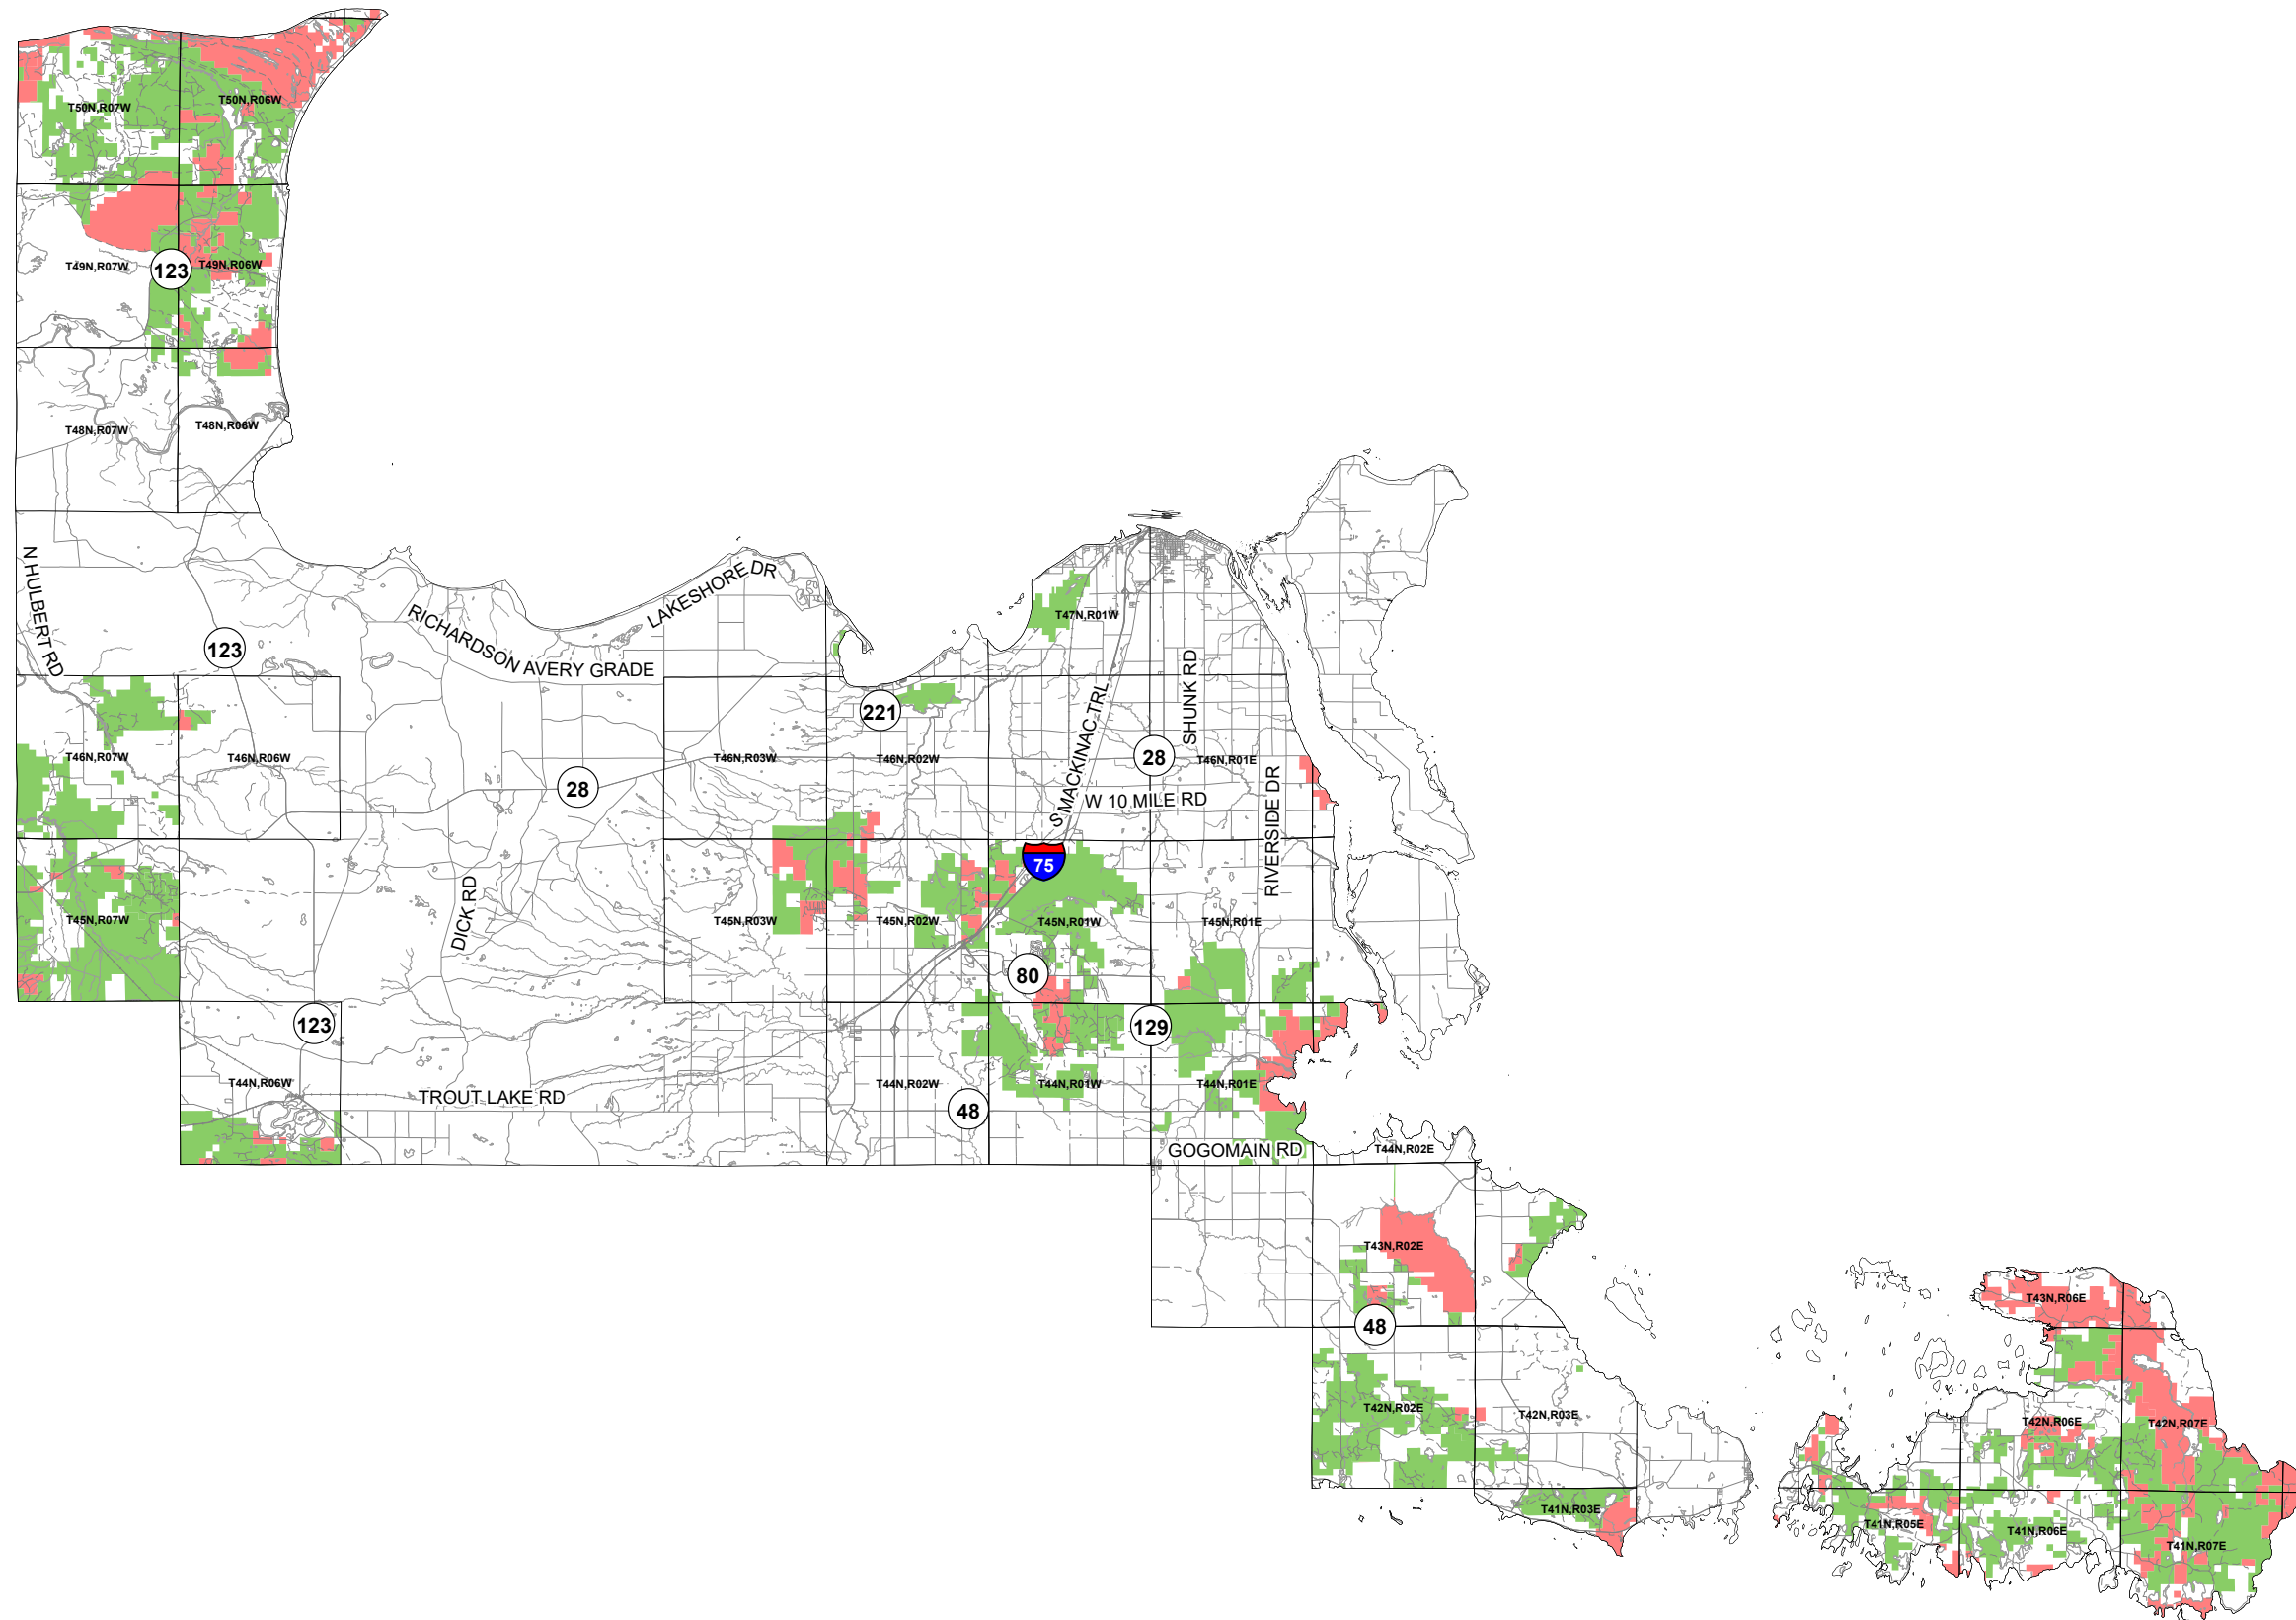 T50N,R07W
T50N,R06W
T49N,R07W
123
T49N,R06W
T48N,R07W
T48N,R06W
N HULBERT RD
123
RICHARDSON AVERY GRADE
LAKESHORE DR
T47N,R01W
221
S MACKINAC TRL
SHUNK RD
T46N,R07W
T46N,R06W
28
T46N,R03W
T46N,R02W
28
T46N,R01E
W 10 MILE RD
RIVERSIDE DR
75
T45N,R07W
DICK RD
T45N,R03W
T45N,R02W
T45N,R01W
T45N,R01E
80
123
129
T44N,R06W
TROUT LAKE RD
T44N,R02W
48
T44N,R01W
T44N,R01E
GOGOMAIN RD
T44N,R02E
T43N,R02E
48
T43N,R06E
T42N,R02E
T42N,R03E
T42N,R06E
T42N,R07E
T41N,R03E
T41N,R05E
T41N,R06E
T41N,R07E